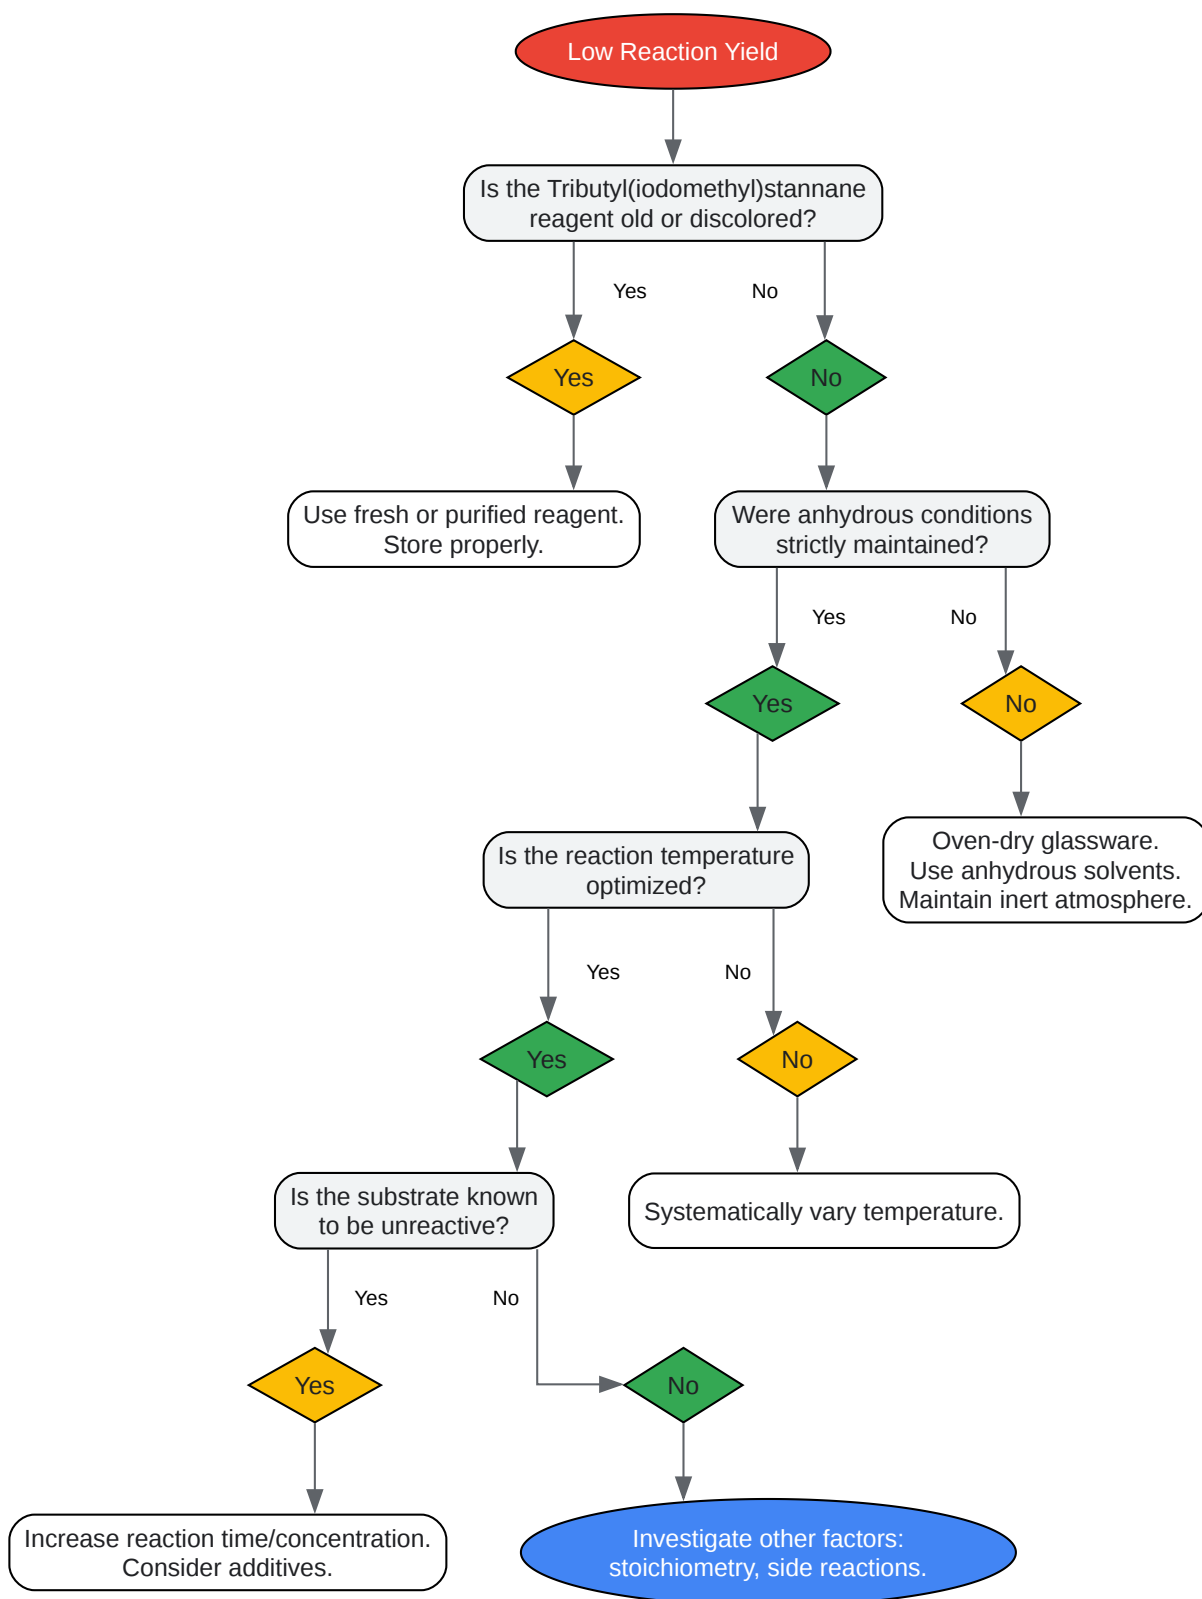 Low Reaction Yield
Is the Tributyl(iodomethyl)stannane
reagent old or discolored?
Yes
No
Yes
No
Use fresh or purified reagent.
Store properly.
Were anhydrous conditions
strictly maintained?
Yes
No
Yes
No
Oven-dry glassware.
Use anhydrous solvents.
Maintain inert atmosphere.
Is the reaction temperature
optimized?
Yes
No
Yes
No
Systematically vary temperature.
Is the substrate known
to be unreactive?
Yes
No
Yes
No
Increase reaction time/concentration.
Consider additives.
Investigate other factors:
stoichiometry, side reactions.